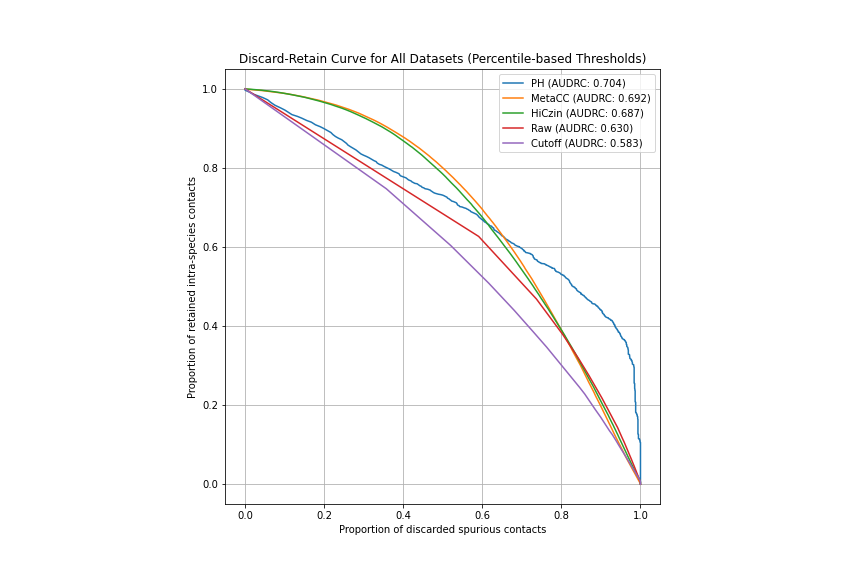 Discard-Retain Curve for All Datasets (Percentile-based Thresholds)
PH (AUDRC: 0.704)
MetaCC (AUDRC: 0.692)
HiCzin (AUDRC: 0.687)
Raw (AUDRC: 0.630)
Cutoff (AUDRC: 0.583)
Proportion of retained intra-species contacts
1.0
0.8
0.6
0.4
0.2
0.0
0.0 0.2 0.4 0.6 0.8 1.0
Proportion of discarded spurious contacts